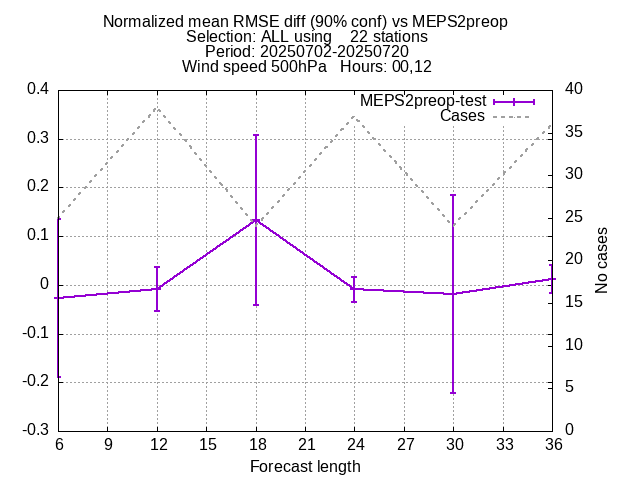 Normalized mean RMSE diff (90% conf) vs MEPS2preop
Selection: ALL using    22 stations
Period: 20250702-20250720
Wind speed 500hPa   Hours: 00,12
MEPS2preop-test
Cases
0.4
0.3
0.2
0.1
0
-0.1
-0.2
-0.3
40
35
30
25
20
15
10
5
0
No cases
6 9 12 15 18 21 24 27 30 33 36
Forecast length